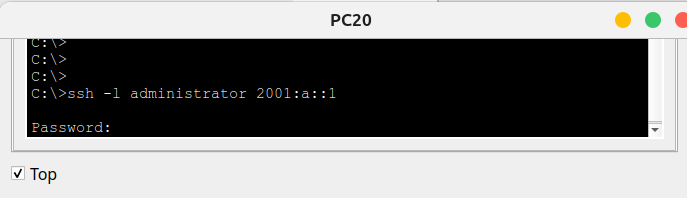 PC20
C:\>
C:\>
C:\>
C:\>ssh -l administrator 2001:a::1
Password:
Top